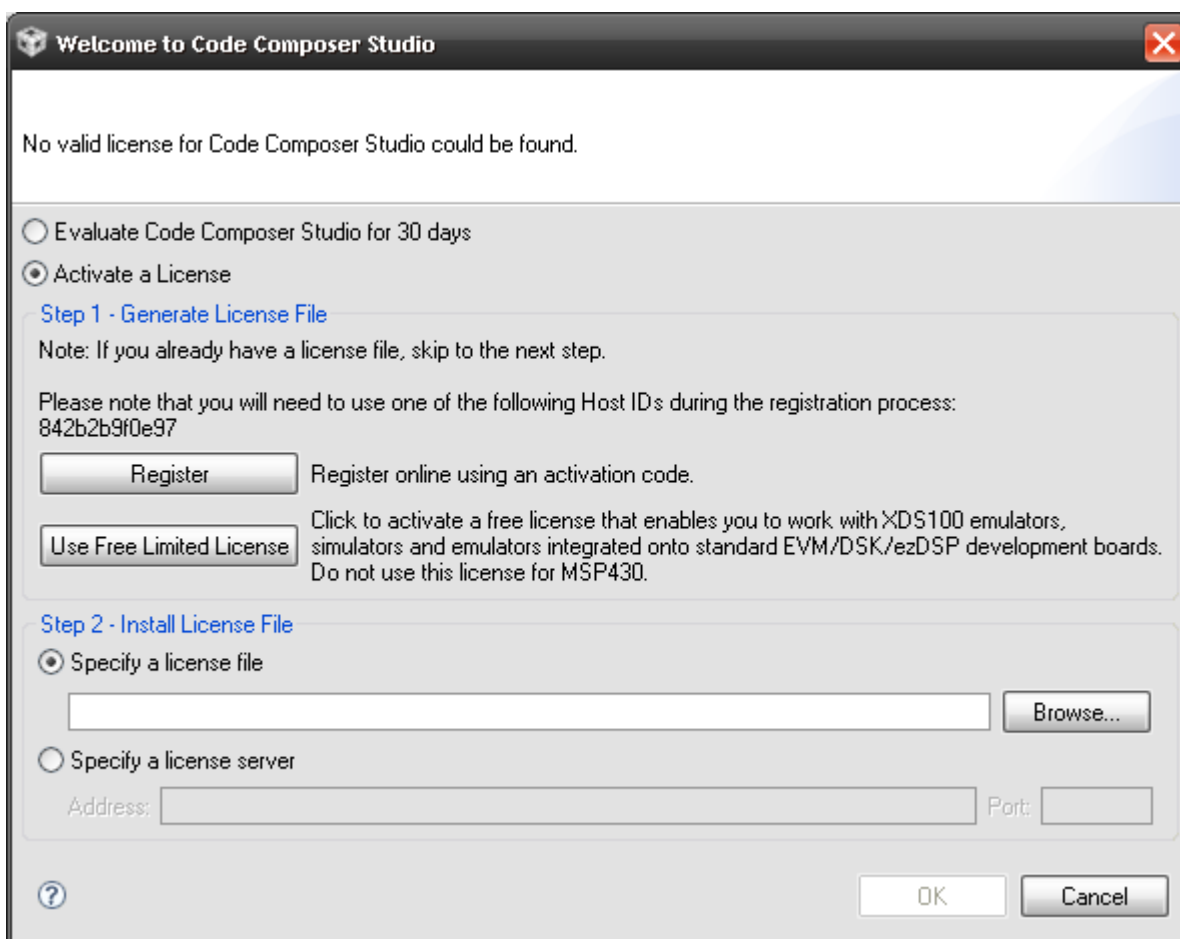 Welcome to Code Composer Studio
No valid license for Code Composer Studio could be found.
Evaluate Code Composer Studio for 30 days
Activate a License
Step 1 - Generate License File
Note: If you already have a license file, skip to the next step.
Please note that you will need to use one of the following Host IDs during the registration process:
842b2b9f0e97
Register
Register online using an activation code.
Use Free Limited License
Click to activate a free license that enables you to work with XDS100 emulators,
simulators and emulators integrated onto standard EVM/DSK/ezDSP development boards.
Do not use this license for MSP430.
Step 2 - Install License File
Specify a license file
Browse...
Specify a license server
Address:
Port:
?
OK
Cancel